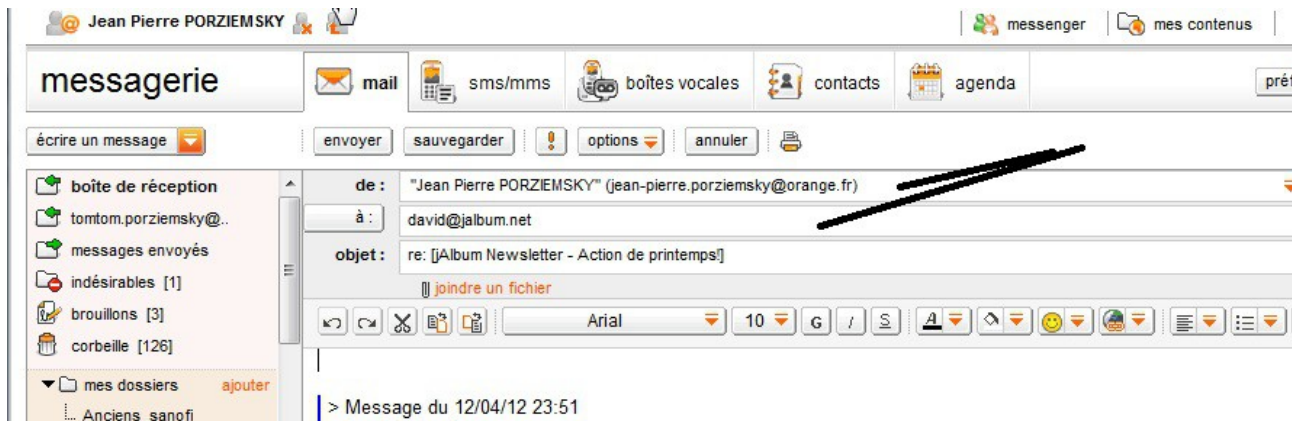 Jean Pierre PORZIEMSKY messenger mes contenus
messagerie mail sms/mms boîtes vocales contacts agenda
écrire un message envoyer sauvegarder options annuler
boîte de réception de : "Jean Pierre PORZIEMSKY" (jean-pierre.porziemsky@orange.fr)
tomtom.porziemsky@.. à : david@jalbum.net
messages envoyés objet : re: [jAlbum Newsletter - Action de printemps!]
indésirables [1] joindre un fichier
brouillons [3] Arial 10 G I S A
corbeille [126]
mes dossiers ajouter
Anciens sanofi > Message du 12/04/12 23:51